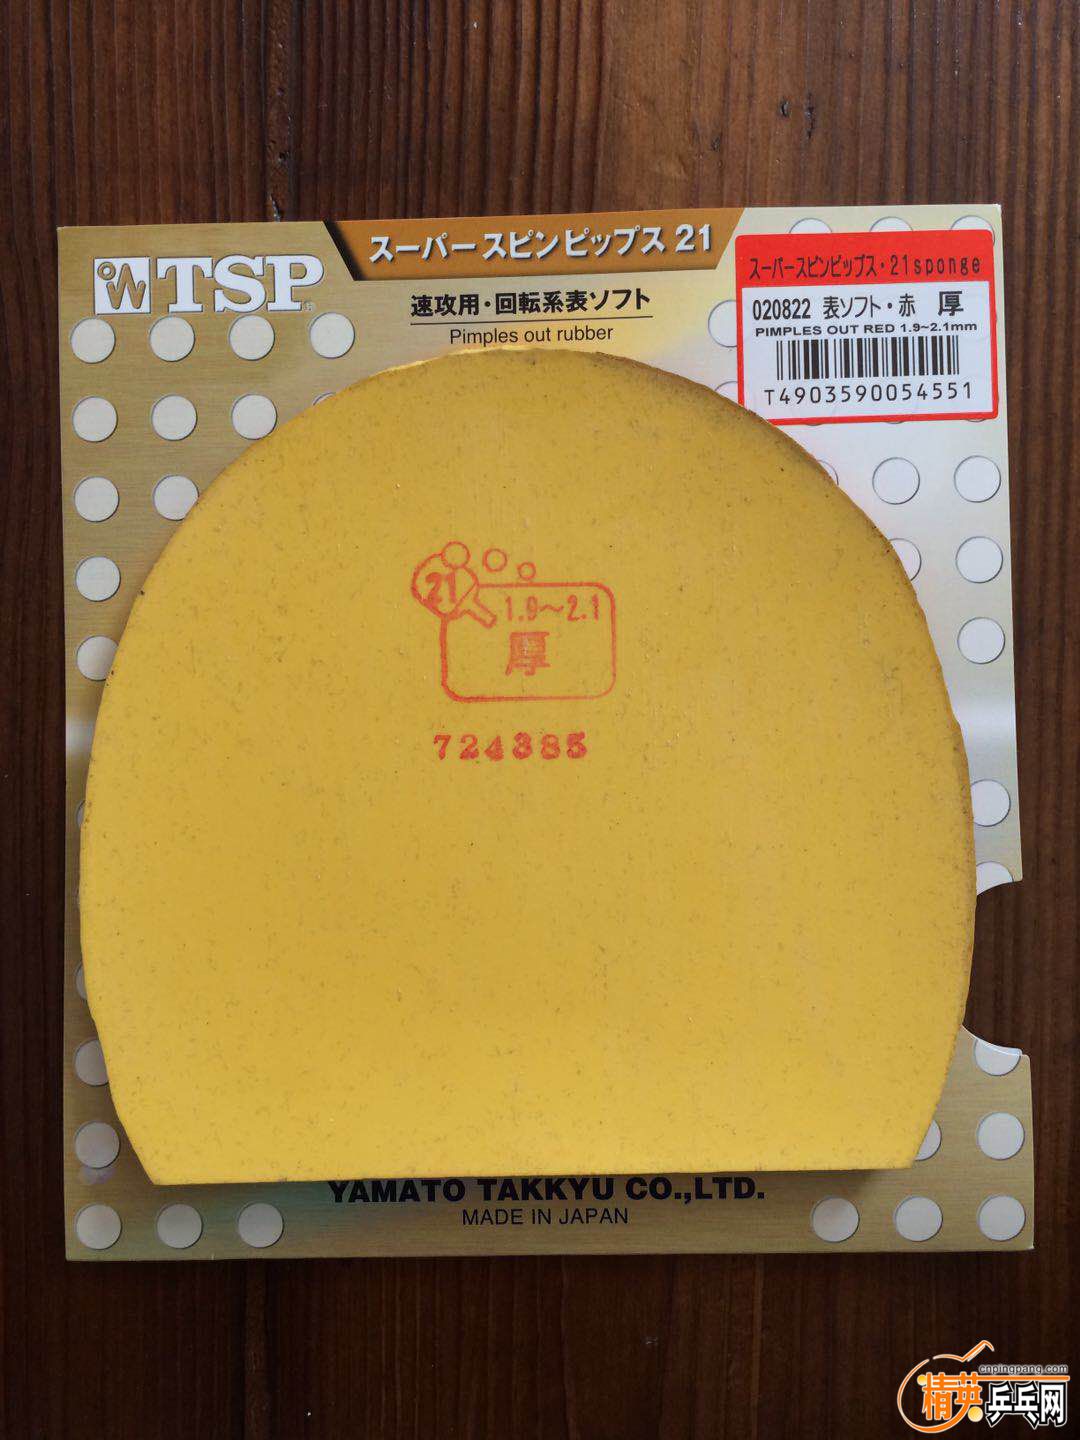 TSP
スーパースピンピップス 21
速攻用・回転系表ソフト
Pimples out rubber
スーパースピンピップス・21sponge
020822 表ソフト・赤 厚
PIMPLES OUT RED 1.9~2.1mm
T4903590054551
21
1.9~2.1
厚
724385
YAMATO TAKKYU CO.,LTD.
MADE IN JAPAN
cnpingpang.com
精英乒乓网